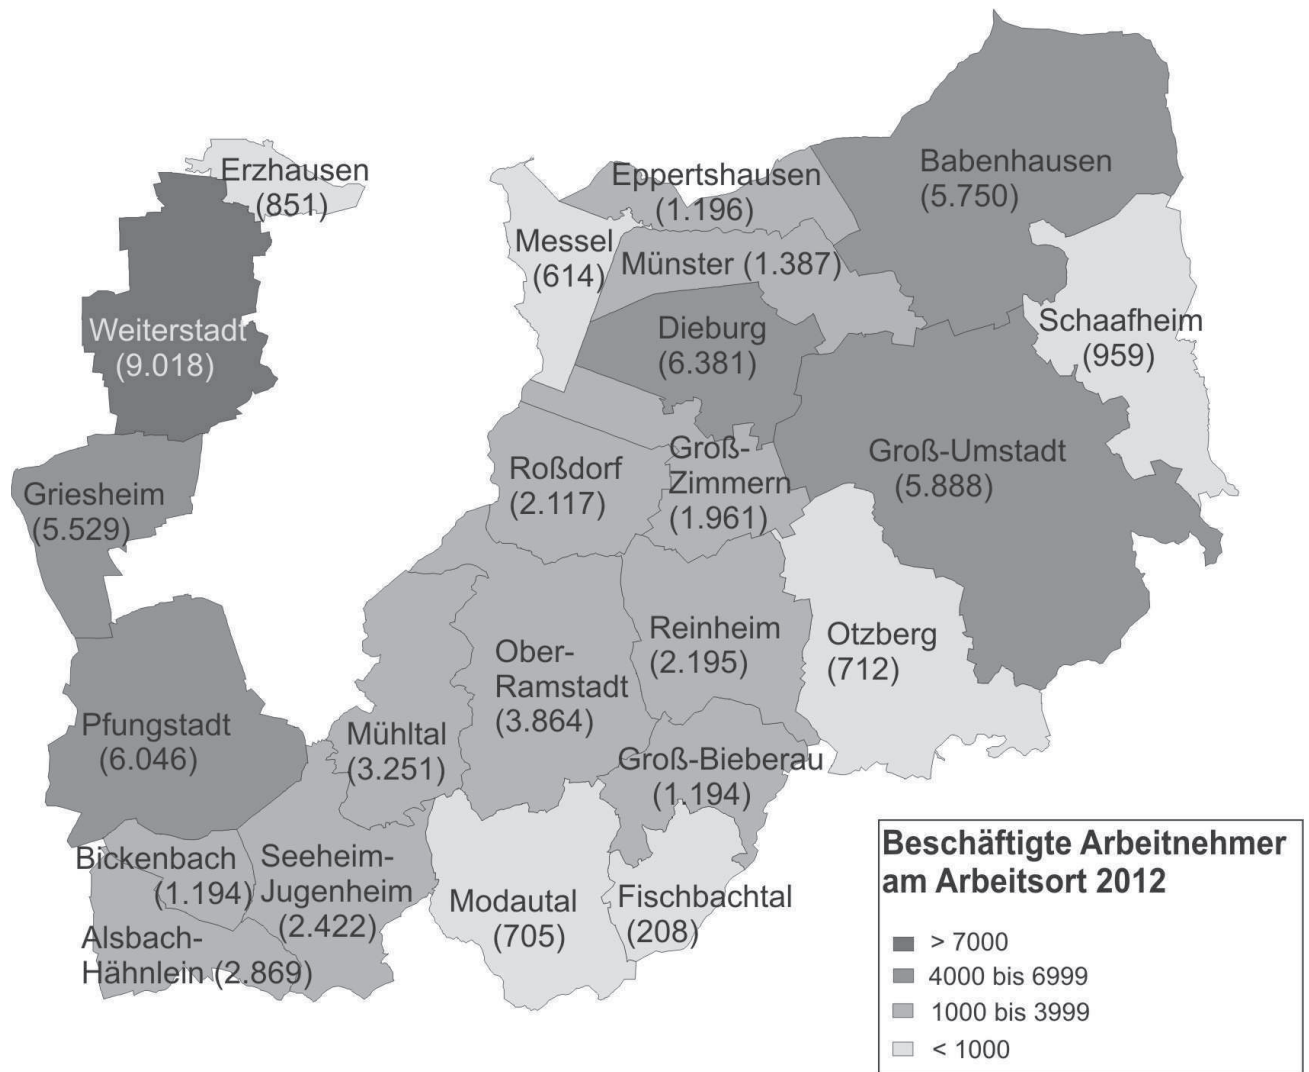 Erzhausen
(851)
Eppertshausen
(1.196)
Babenhausen
(5.750)
Messel
(614)
Münster (1.387)
Weiterstadt
(9.018)
Dieburg
(6.381)
Schaafheim
(959)
Griesheim
(5.529)
Roßdorf
(2.117)
Groß-
Zimmern
(1.961)
Groß-Umstadt
(5.888)
Pfungstadt
(6.046)
Mühltal
(3.251)
Ober-
Ramstadt
(3.864)
Reinheim
(2.195)
Otzberg
(712)
Groß-Bieberau
(1.194)
Bickenbach
(1.194)
Seeheim-
Jugenheim
(2.422)
Alsbach-
Hähnlein (2.869)
Modautal
(705)
Fischbachtal
(208)
Beschäftigte Arbeitnehmer
am Arbeitsort 2012
> 7000
4000 bis 6999
1000 bis 3999
< 1000